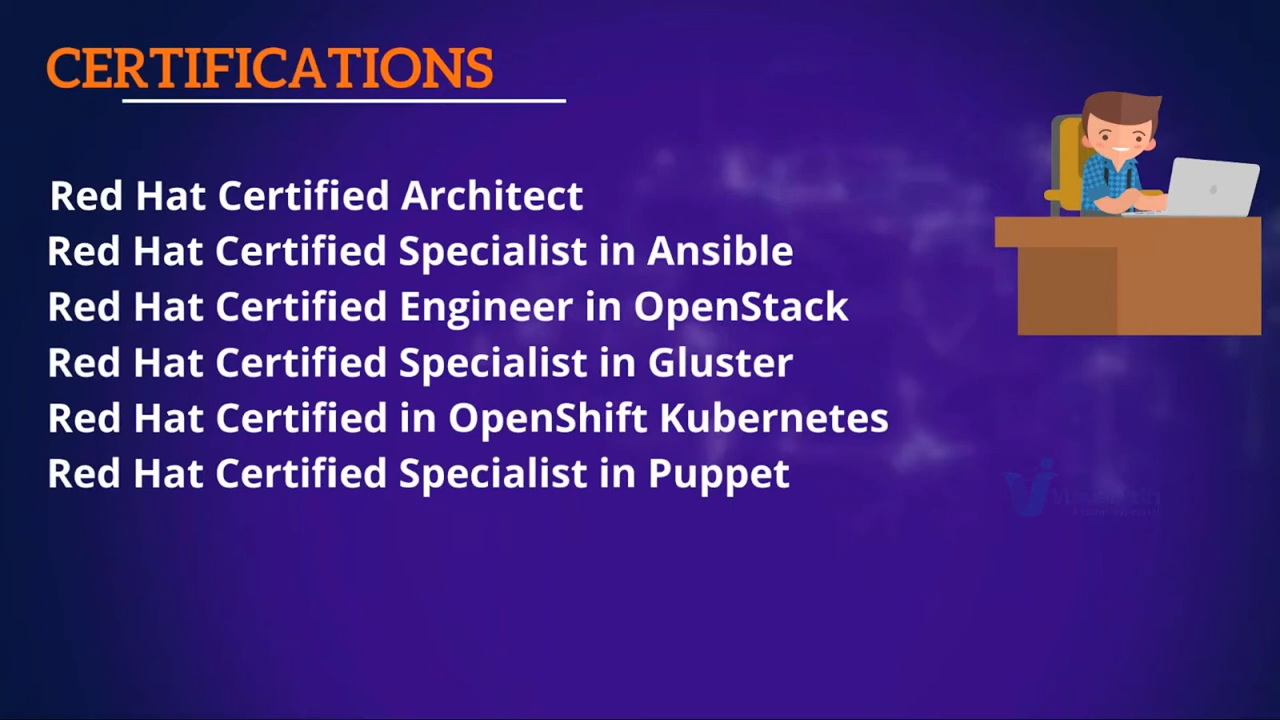 CERTIFICATIONS
Red Hat Certified Architect
Red Hat Certified Specialist in Ansible
Red Hat Certified Engineer in OpenStack
Red Hat Certified Specialist in Gluster
Red Hat Certified in OpenShift Kubernetes
Red Hat Certified Specialist in Puppet